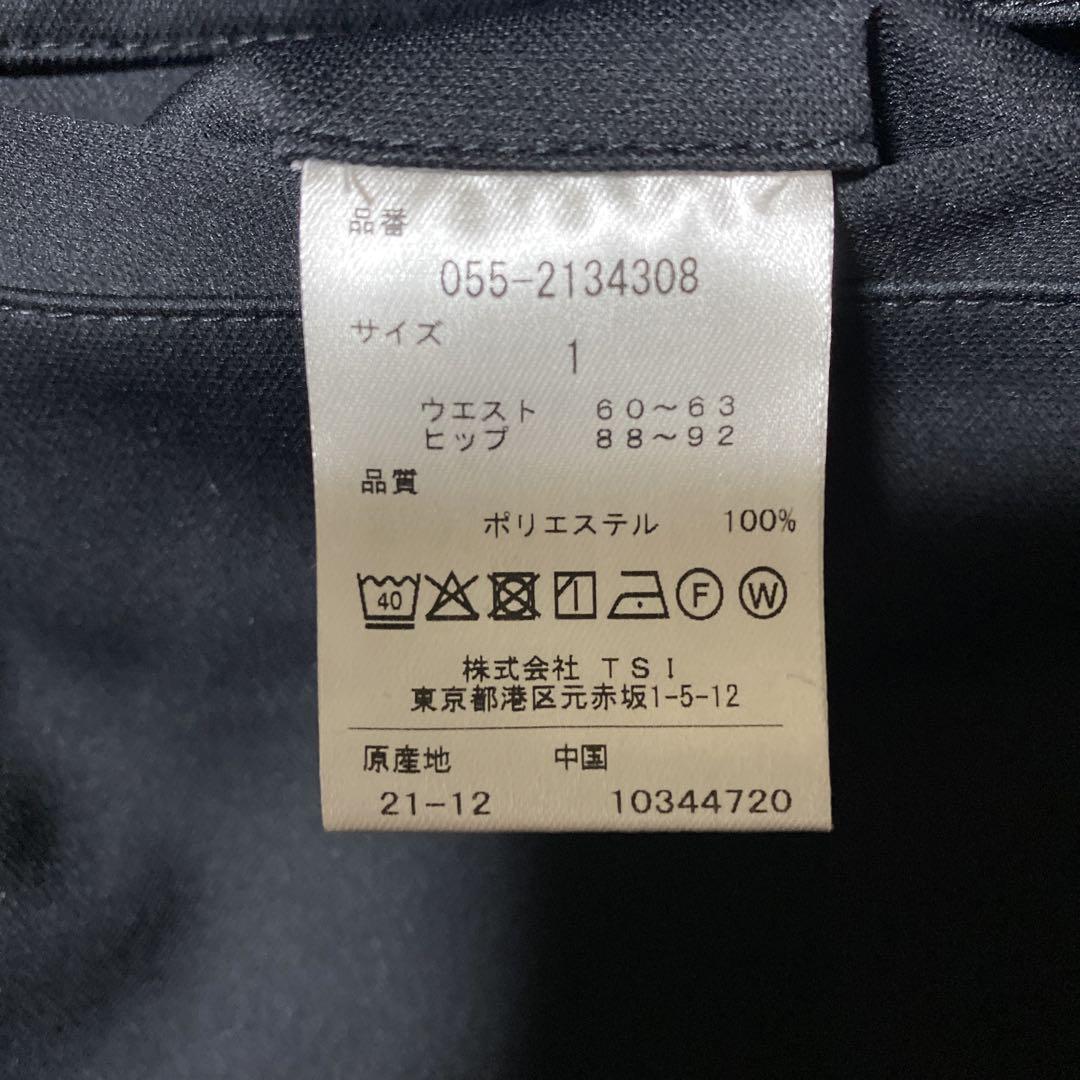 品番
055-2134308
サイズ
1
ウエスト 60〜63
ヒップ 88〜92
品質
ポリエステル 100%
40 F W
株式会社 TSI
東京都港区元赤坂1-5-12
原産地 中国
21-12 10344720